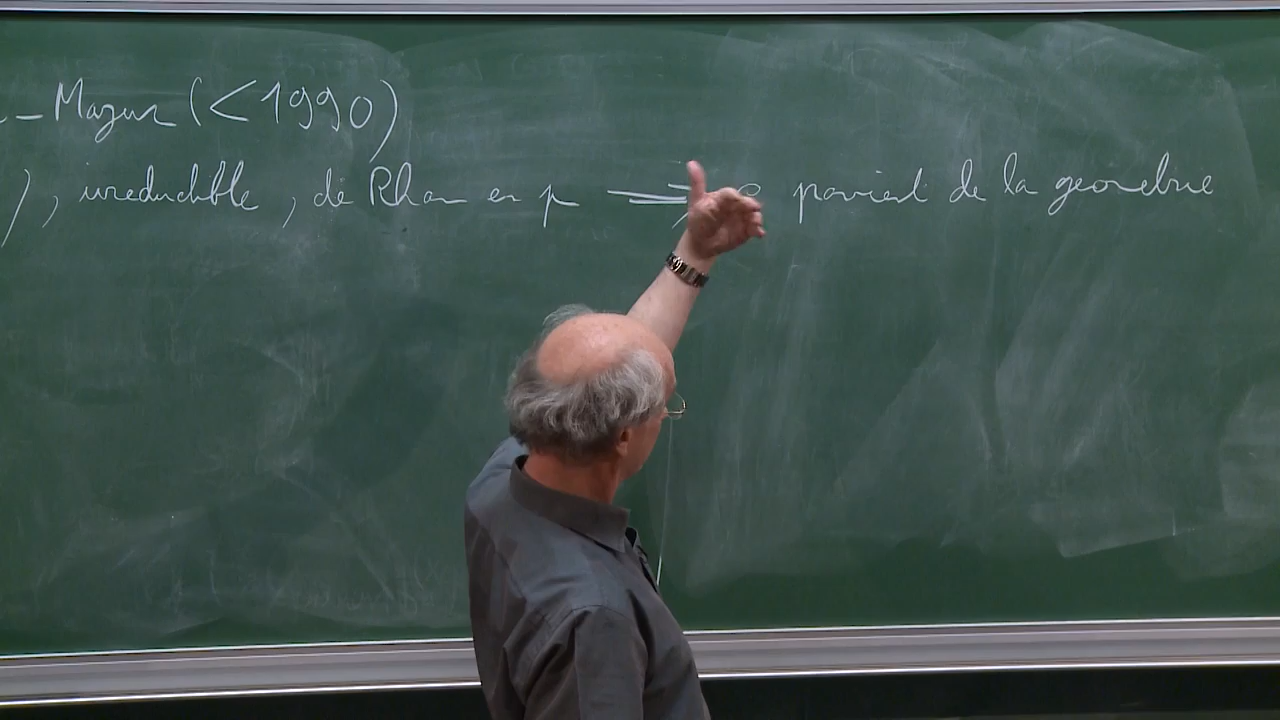 - Mazur (< 1990)
), irreductible, de Rham en p ⟹ ρ provient de la geometrie